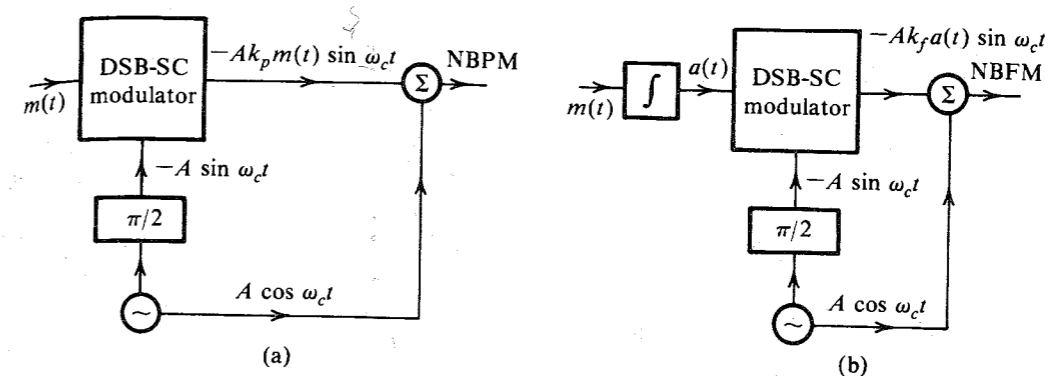 DSB-SC
modulator
m(t)
−Ak_p m(t) sin ω_c t
Σ
NBPM
−A sin ω_c t
π/2
~
A cos ω_c t
(a)
m(t)
∫
a(t)
DSB-SC
modulator
−Ak_f a(t) sin ω_c t
Σ
NBFM
−A sin ω_c t
π/2
~
A cos ω_c t
(b)